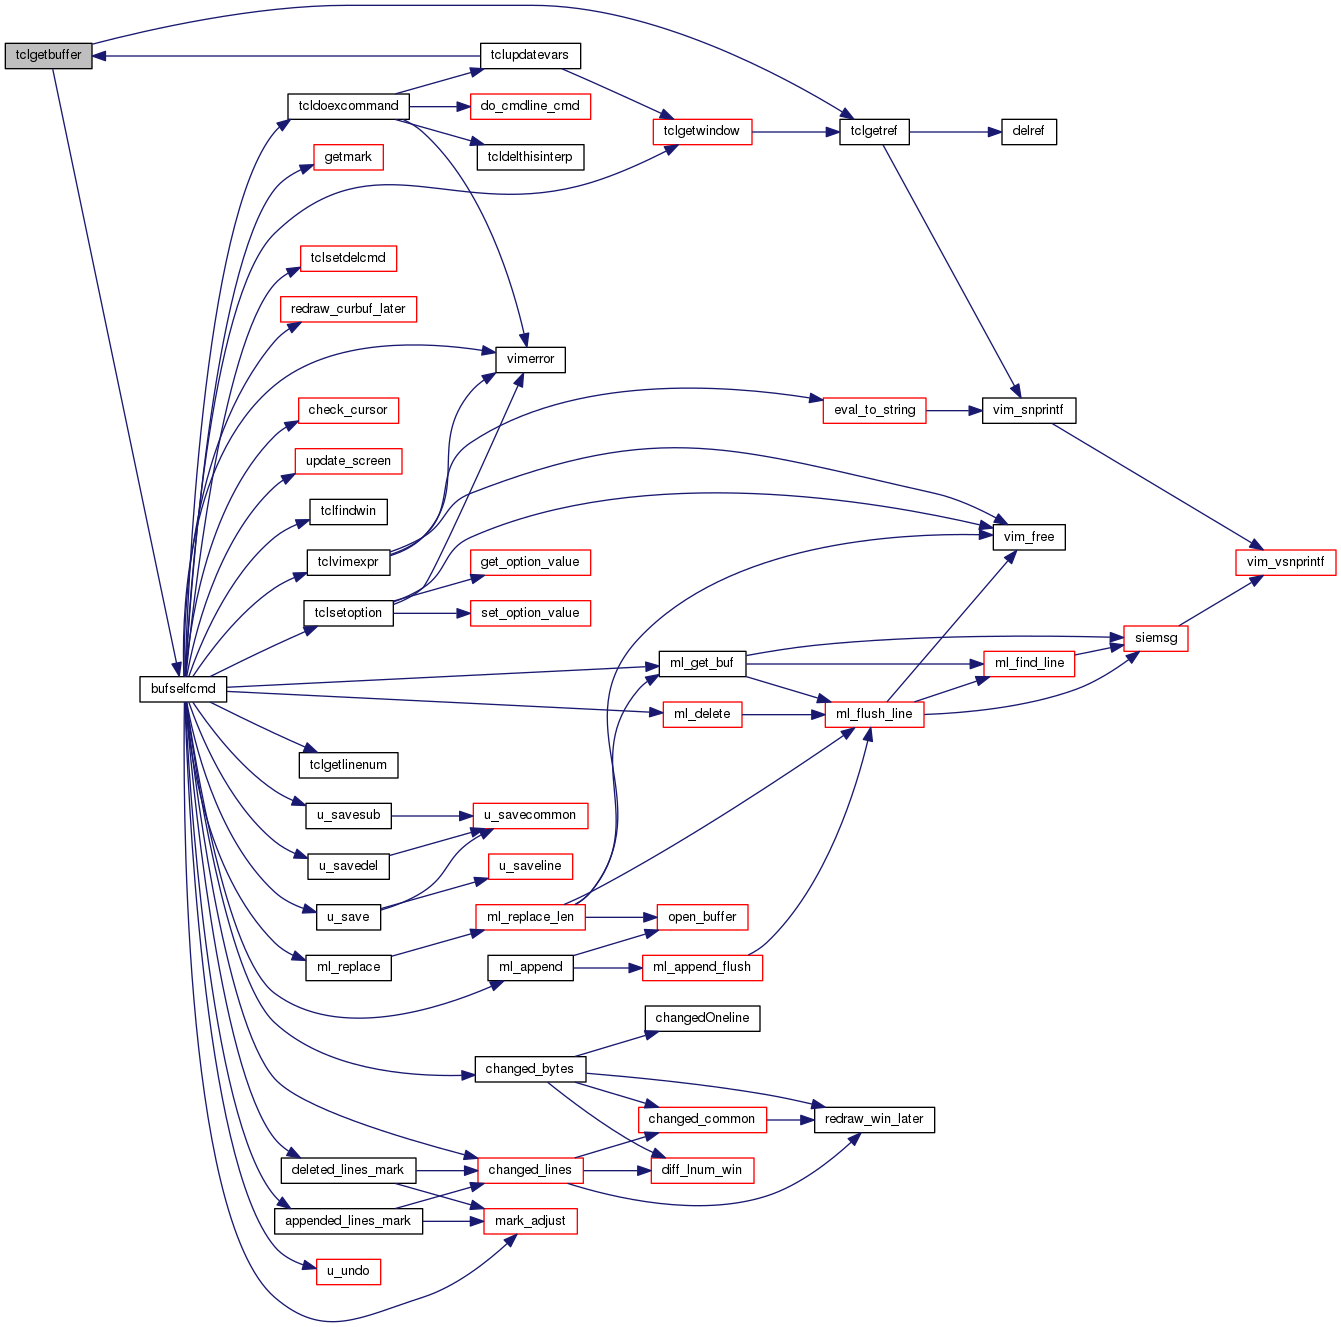 tclgetbuffer
tclupdatevars
tcldoexcommand
do_cmdline_cmd
tclgetwindow
tclgetref
delref
getmark
tcldelthisinterp
tclsetdelcmd
redraw_curbuf_later
vimerror
check_cursor
eval_to_string
vim_snprintf
update_screen
tclfindwin
vim_free
tclvimexpr
get_option_value
vim_vsnprintf
tclsetoption
set_option_value
siemsg
ml_get_buf
ml_find_line
bufselfcmd
ml_delete
ml_flush_line
tclgetlinenum
u_savesub
u_savecommon
u_savedel
u_saveline
u_save
ml_replace_len
open_buffer
ml_replace
ml_append
ml_append_flush
changedOneline
changed_bytes
changed_common
redraw_win_later
deleted_lines_mark
changed_lines
diff_lnum_win
appended_lines_mark
mark_adjust
u_undo